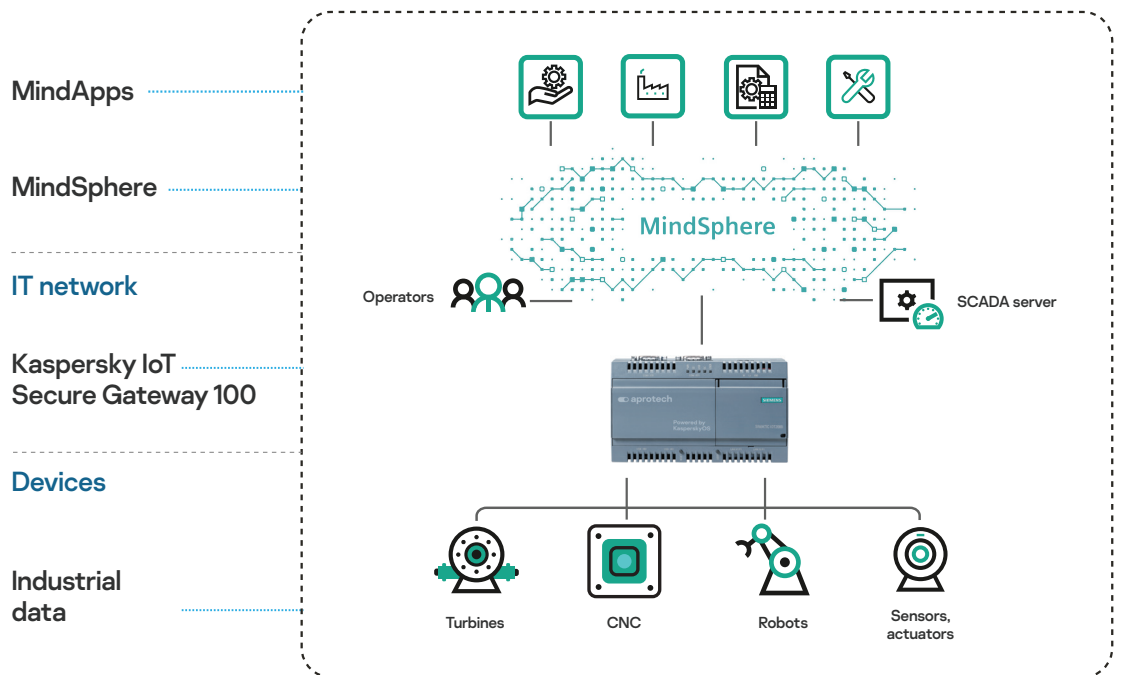 MindApps
MindSphere
MindSphere
IT network
Operators
SCADA server
Kaspersky IoT
Secure Gateway 100
aprotech
SIEMENS
Powered by
KasperskyOS
Devices
Industrial
data
Turbines
CNC
Robots
Sensors,
actuators